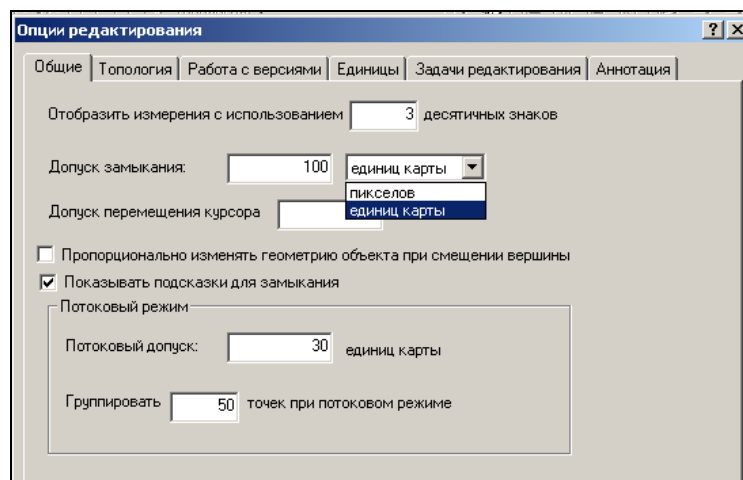 Опции редактирования
Общие Топология Работа с версиями Единицы Задачи редактирования Аннотация
Отобразить измерения с использованием 3 десятичных знаков
Допуск замыкания: 100 единиц карты
пикселов
единиц карты
Допуск перемещения курсора
Пропорционально изменять геометрию объекта при смещении вершины
Показывать подсказки для замыкания
Потоковый режим
Потоковый допуск: 30 единиц карты
Группировать 50 точек при потоковом режиме